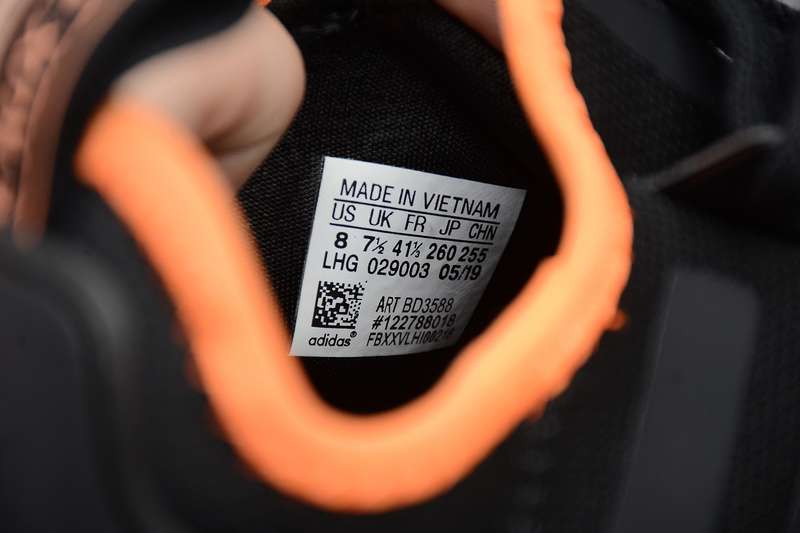 MADE IN VIETNAM
US UK FR JP CHN
8 7½ 41⅓ 260 255
LHG 029003 05/19
ART BD3588
#122788018
adidas®